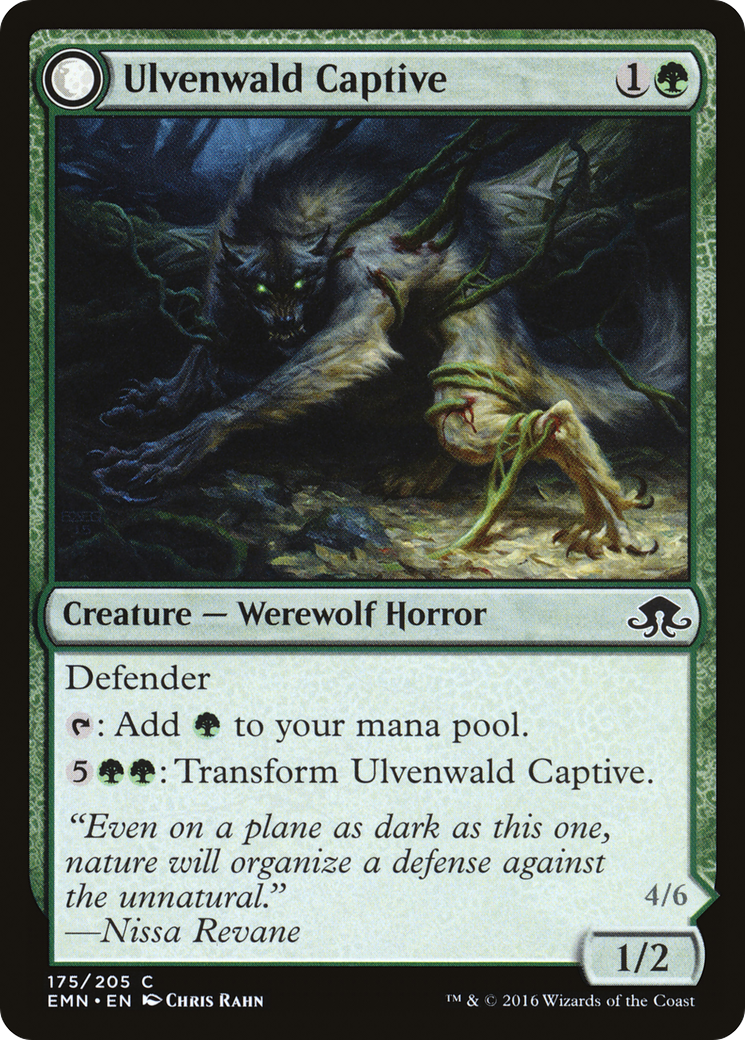 Ulvenwald Captive 1
Creature — Werewolf Horror
Defender
: Add to your mana pool.
5 : Transform Ulvenwald Captive.
“Even on a plane as dark as this one,
nature will organize a defense against
the unnatural.”
—Nissa Revane
4/6
1/2
175/205 C
EMN • EN Chris Rahn
™ & © 2016 Wizards of the Coast